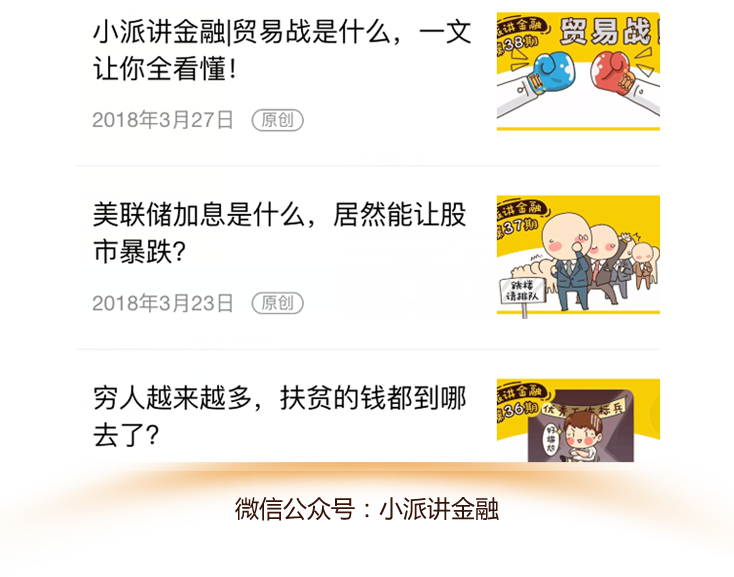 小派讲金融|贸易战是什么，一文
让你全看懂！
2018年3月27日 原创
讲金融
第38期
贸易战
美联储加息是什么，居然能让股
市暴跌？
2018年3月23日 原创
讲金融
第37期
跳楼
请排队
穷人越来越多，扶贫的钱都到哪
去了？
讲金融
第36期
优秀工作标兵
好尴尬
微信公众号：小派讲金融